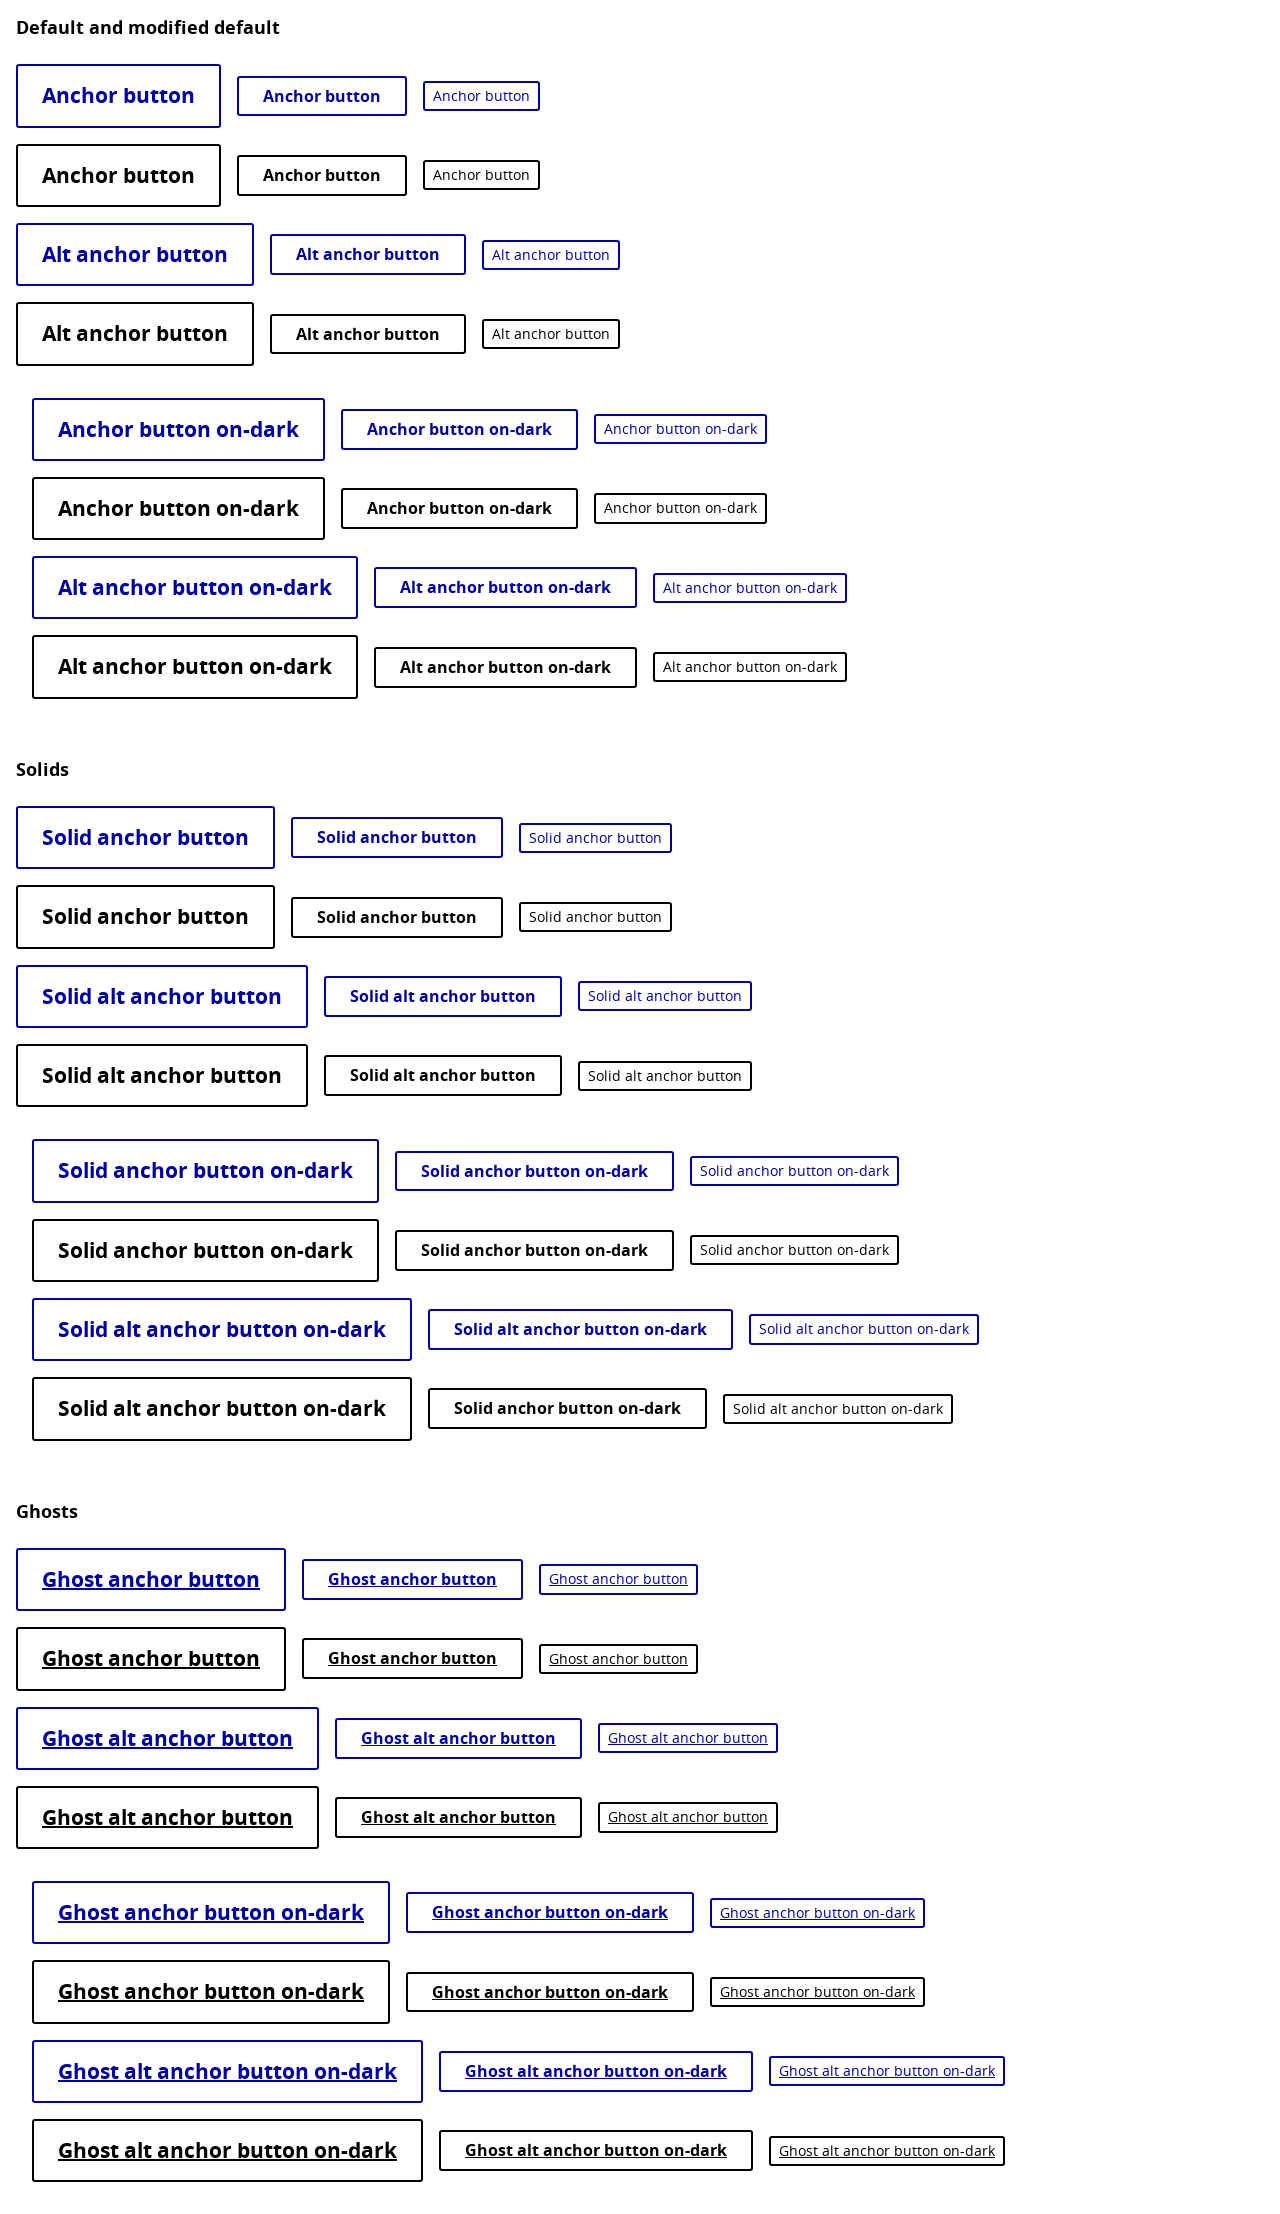 Default and modified default
Anchor button Anchor button Anchor button
Anchor button Anchor button Anchor button
Alt anchor button Alt anchor button Alt anchor button
Alt anchor button Alt anchor button Alt anchor button
Anchor button on-dark Anchor button on-dark Anchor button on-dark
Anchor button on-dark Anchor button on-dark Anchor button on-dark
Alt anchor button on-dark Alt anchor button on-dark Alt anchor button on-dark
Alt anchor button on-dark Alt anchor button on-dark Alt anchor button on-dark
Solids
Solid anchor button Solid anchor button Solid anchor button
Solid anchor button Solid anchor button Solid anchor button
Solid alt anchor button Solid alt anchor button Solid alt anchor button
Solid alt anchor button Solid alt anchor button Solid alt anchor button
Solid anchor button on-dark Solid anchor button on-dark Solid anchor button on-dark
Solid anchor button on-dark Solid anchor button on-dark Solid anchor button on-dark
Solid alt anchor button on-dark Solid alt anchor button on-dark Solid alt anchor button on-dark
Solid alt anchor button on-dark Solid anchor button on-dark Solid alt anchor button on-dark
Ghosts
Ghost anchor button Ghost anchor button Ghost anchor button
Ghost anchor button Ghost anchor button Ghost anchor button
Ghost alt anchor button Ghost alt anchor button Ghost alt anchor button
Ghost alt anchor button Ghost alt anchor button Ghost alt anchor button
Ghost anchor button on-dark Ghost anchor button on-dark Ghost anchor button on-dark
Ghost anchor button on-dark Ghost anchor button on-dark Ghost anchor button on-dark
Ghost alt anchor button on-dark Ghost alt anchor button on-dark Ghost alt anchor button on-dark
Ghost alt anchor button on-dark Ghost alt anchor button on-dark Ghost alt anchor button on-dark